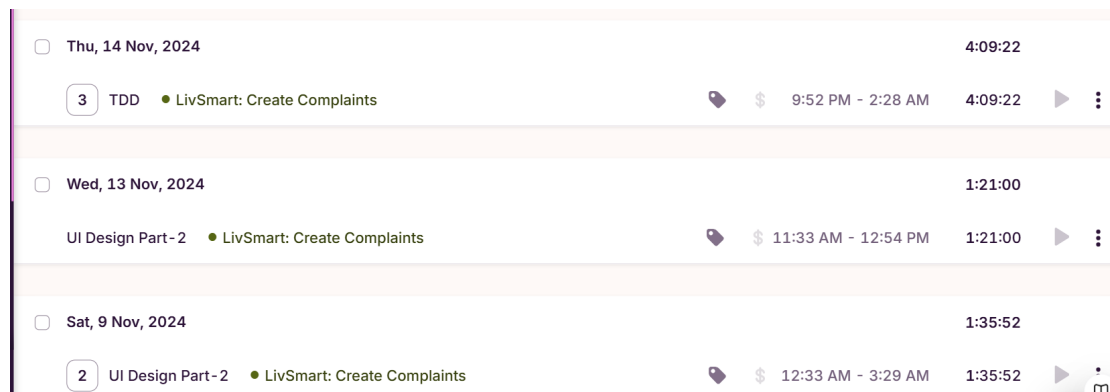 Thu, 14 Nov, 2024 4:09:22
3 TDD • LivSmart: Create Complaints $ 9:52 PM - 2:28 AM 4:09:22
Wed, 13 Nov, 2024 1:21:00
UI Design Part-2 • LivSmart: Create Complaints $ 11:33 AM - 12:54 PM 1:21:00
Sat, 9 Nov, 2024 1:35:52
2 UI Design Part-2 • LivSmart: Create Complaints $ 12:33 AM - 3:29 AM 1:35:52